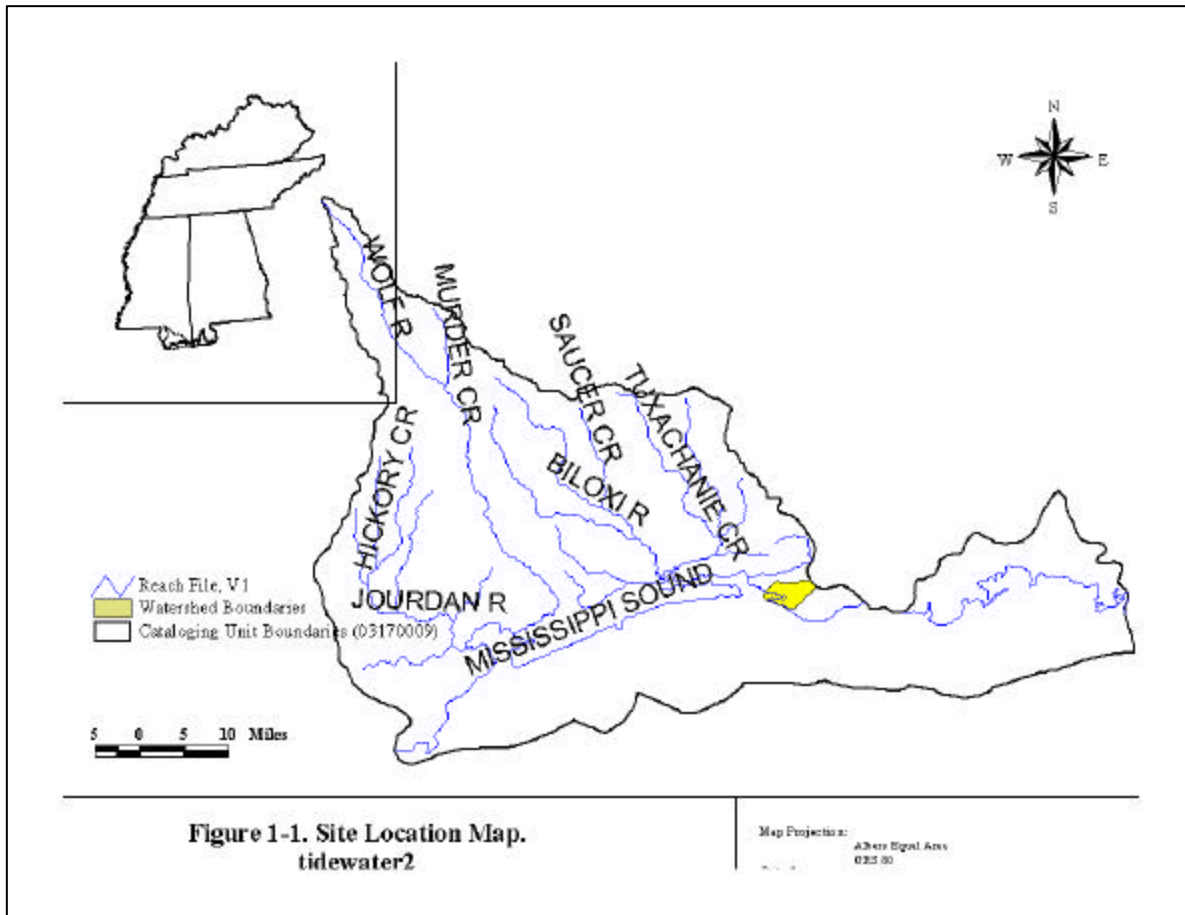 N
W E
S
WOLF R
MURDER CR
SAUCER CR
TUXACHANIE CR
HICKORY CR
BILOXI R
JOURDAN R
MISSISSIPPI SOUND
Reach File, V1
Watershed Boundaries
Cataloging Unit Boundaries (03170009)
5 0 5 10 Miles
Figure 1-1. Site Location Map.
tidewater2
Map Projection:
Albers Equal Area
GRS 80